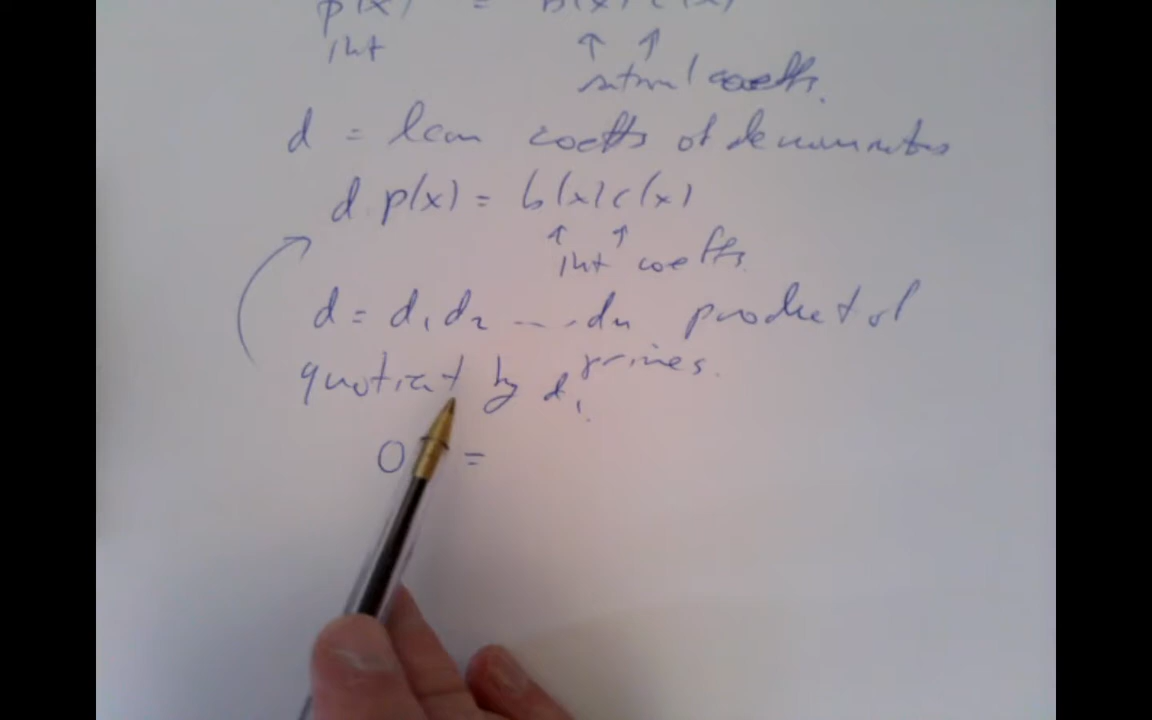 p(x) = B(x) C(x)
int
↑ ↑
rational coeffs.
d = lcm coeffs of denominators
d p(x) = b(x) c(x)
↑ ↑
int coeffs.
d = d₁ d₂ --- dn product of
primes.
quotient by d₁.
0 =